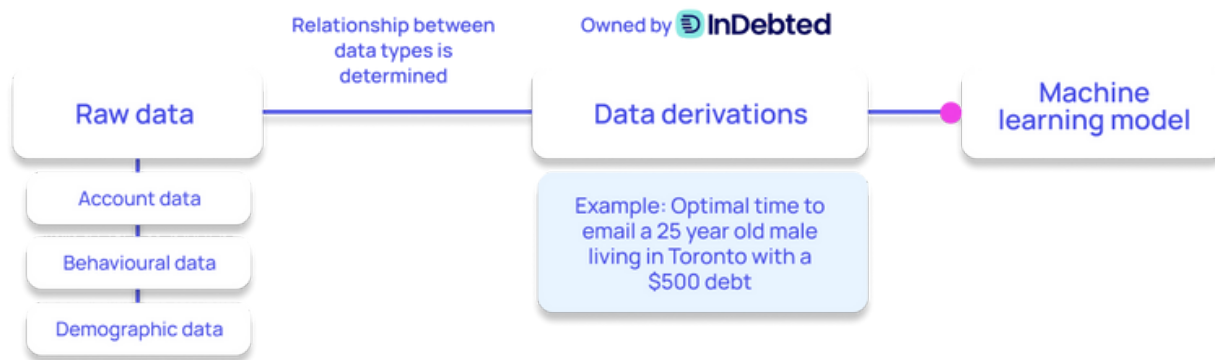 Relationship between
data types is
determined
Owned by InDebted
Raw data
Data derivations
Machine
learning model
Account data
Behavioural data
Demographic data
Example: Optimal time to
email a 25 year old male
living in Toronto with a
$500 debt